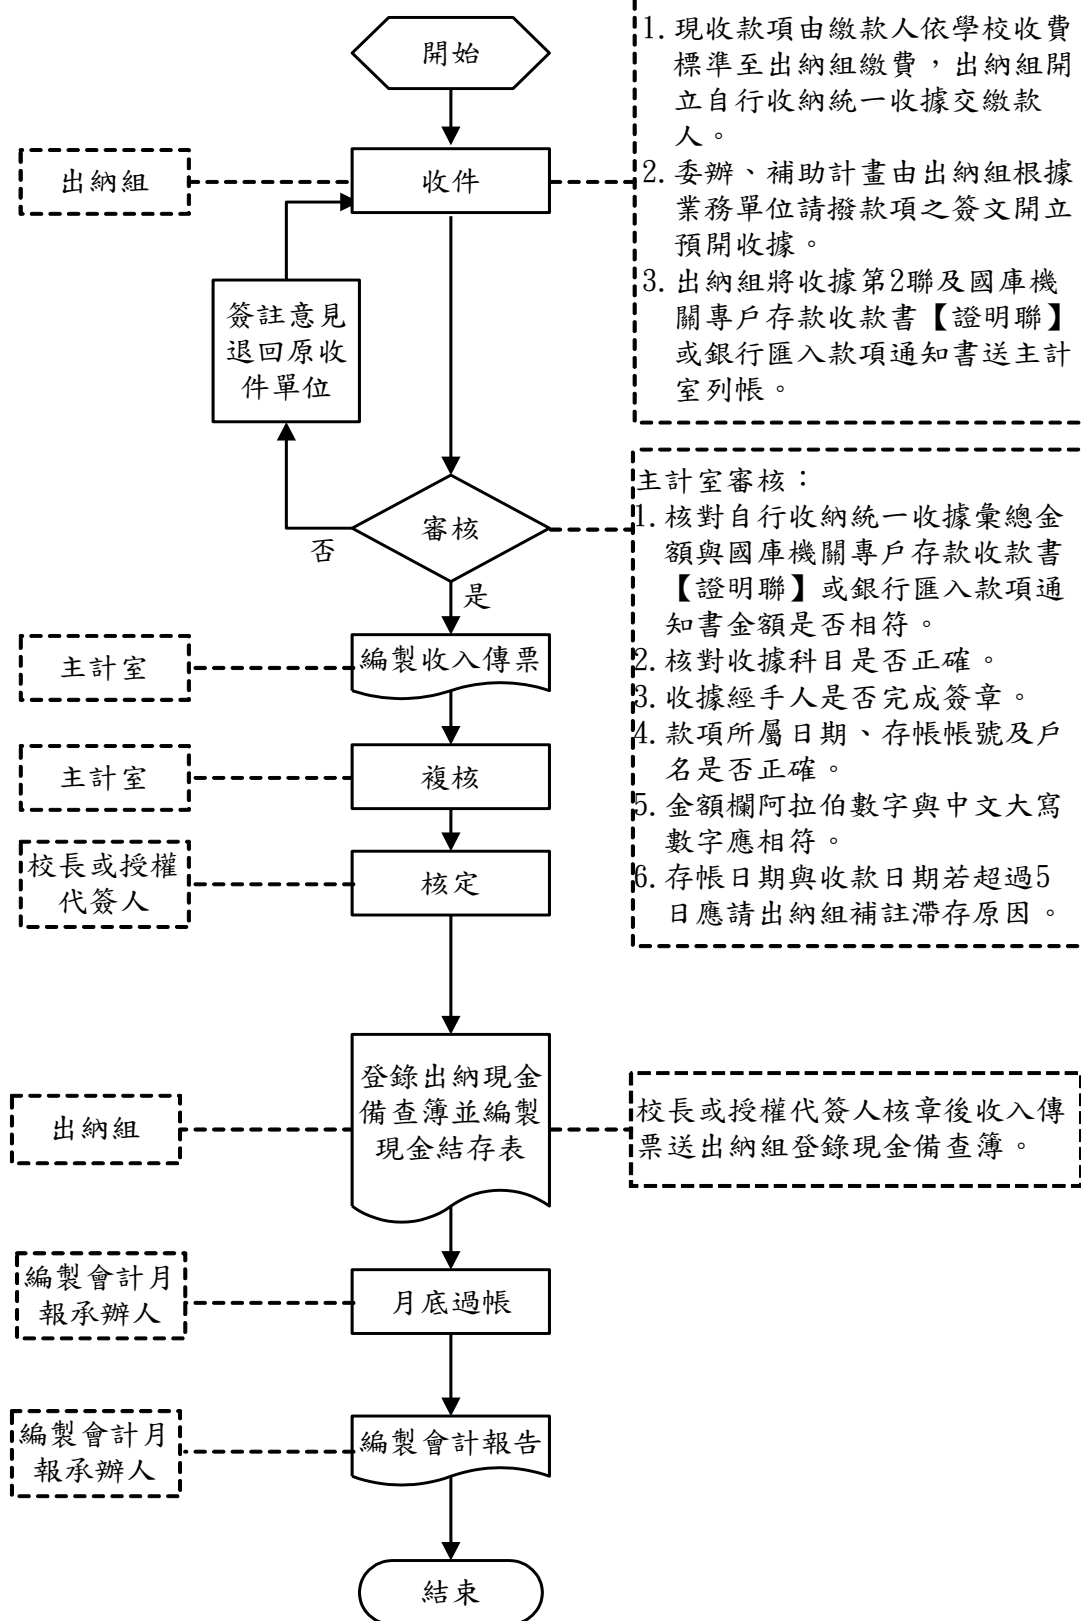 開始
1.現收款項由繳款人依學校收費
標準至出納組繳費，出納組開
立自行收納統一收據交繳款
人。
2.委辦、補助計畫由出納組根據
業務單位請撥款項之簽文開立
預開收據。
3.出納組將收據第2聯及國庫機
關專戶存款收款書【證明聯】
或銀行匯入款項通知書送主計
室列帳。
出納組
收件
簽註意見
退回原收
件單位
審核
否
是
主計室審核：
1.核對自行收納統一收據彙總金
額與國庫機關專戶存款收款書
【證明聯】或銀行匯入款項通
知書金額是否相符。
2.核對收據科目是否正確。
3.收據經手人是否完成簽章。
4.款項所屬日期、存帳帳號及戶
名是否正確。
5.金額欄阿拉伯數字與中文大寫
數字應相符。
6.存帳日期與收款日期若超過5
日應請出納組補註滯存原因。
主計室
編製收入傳票
主計室
複核
校長或授權
代簽人
核定
出納組
登錄出納現金
備查簿並編製
現金結存表
校長或授權代簽人核章後收入傳
票送出納組登錄現金備查簿。
編製會計月
報承辦人
月底過帳
編製會計月
報承辦人
編製會計報告
結束